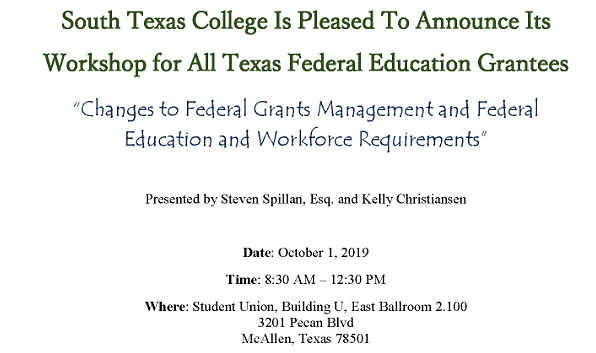 South Texas College Is Pleased To Announce Its
Workshop for All Texas Federal Education Grantees
“Changes to Federal Grants Management and Federal
Education and Workforce Requirements”
Presented by Steven Spillan, Esq. and Kelly Christiansen
Date: October 1, 2019
Time: 8:30 AM – 12:30 PM
Where: Student Union, Building U, East Ballroom 2.100
3201 Pecan Blvd
McAllen, Texas 78501